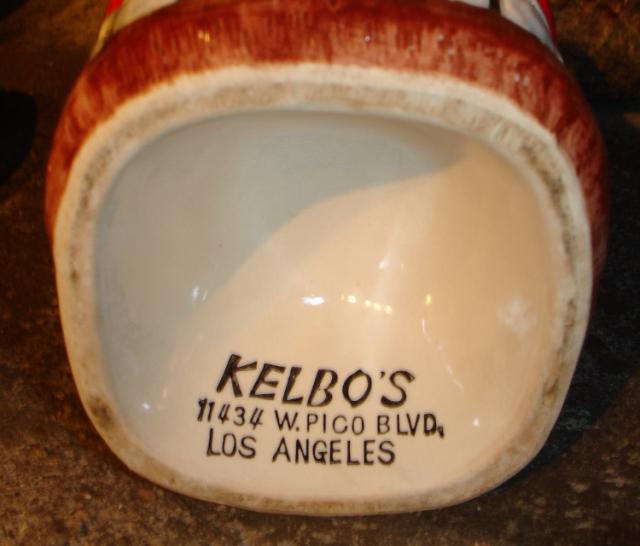 KELBO'S
11434 W. PICO BLVD.
LOS ANGELES